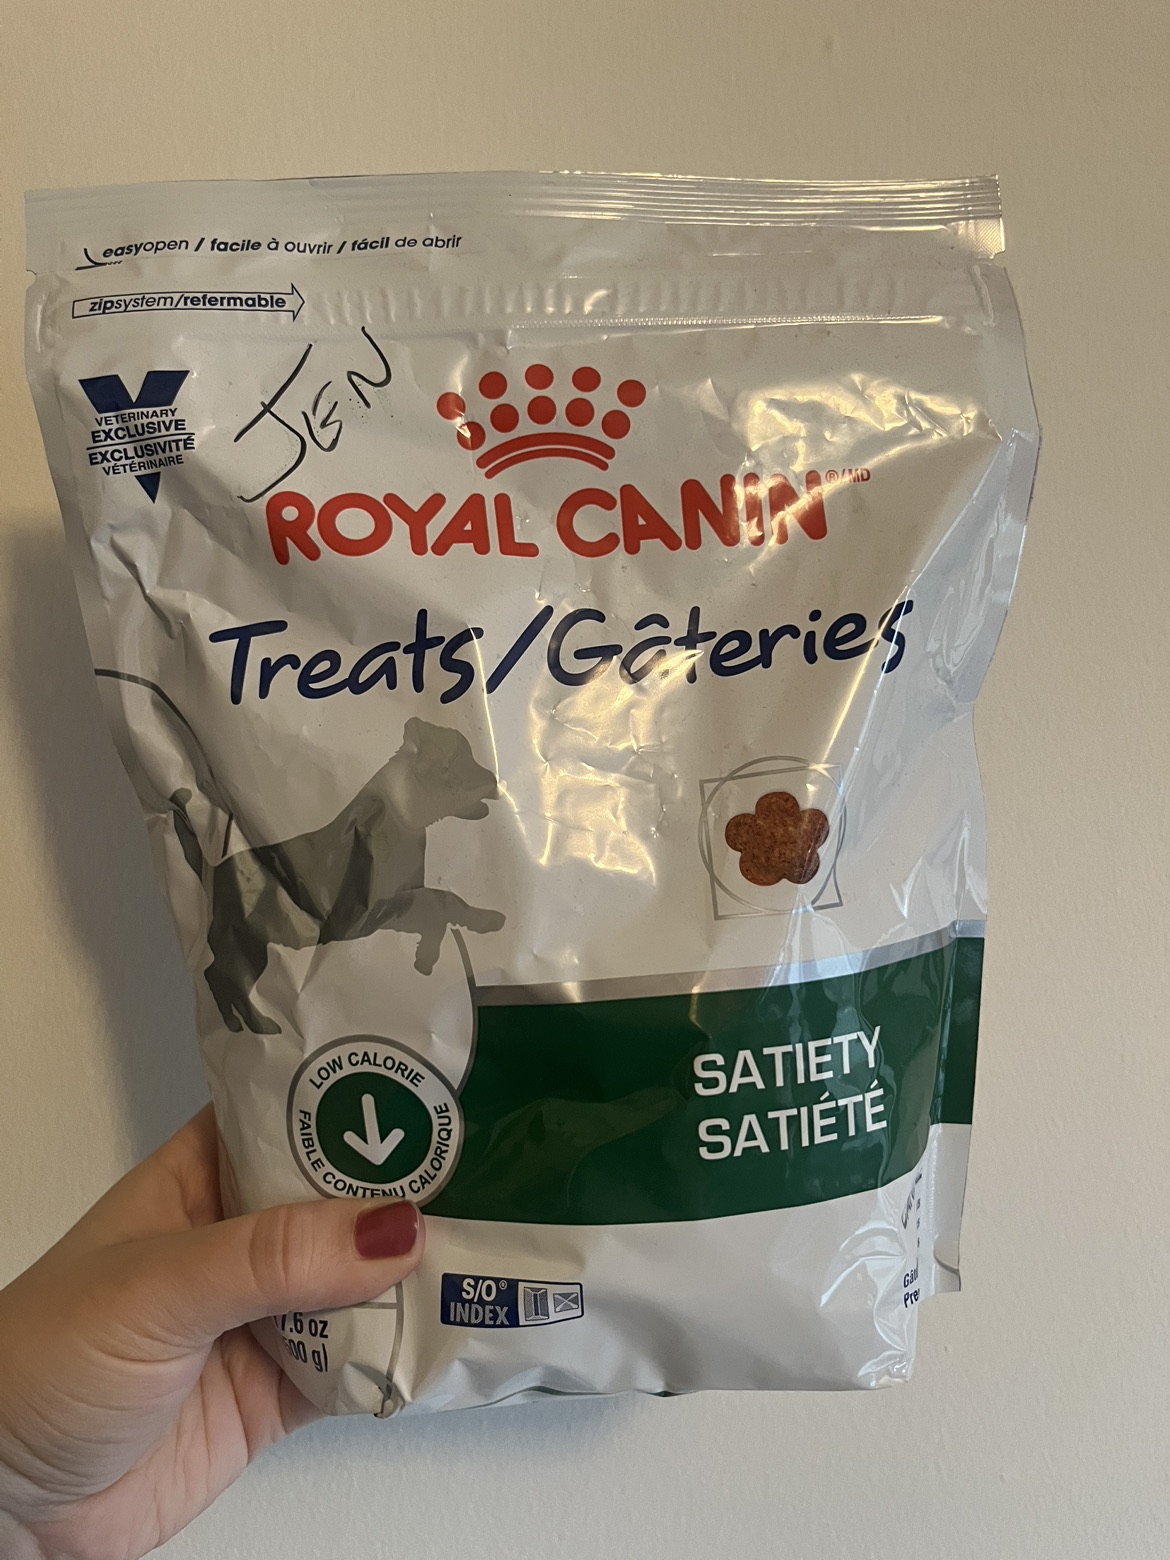 easyopen / facile à ouvrir / fácil de abrir
zipsystem/refermable
JEN
VETERINARY
EXCLUSIVE
EXCLUSIVITÉ
VÉTÉRINAIRE
ROYAL CANIN®/MD
Treats/Gâteries
SATIETY
SATIÉTÉ
LOW CALORIE
FAIBLE CONTENU CALORIQUE
S/O®
INDEX
oz
g)